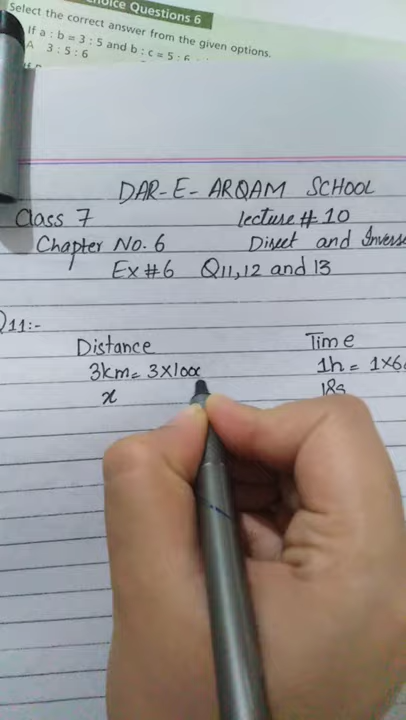 oice Questions 6
Select the correct answer from the given options.
If a : b = 3 : 5 and b : c = 5 : 6
A 3 : 5 : 6
DAR-E-ARQAM SCHOOL
Class 7 lecture # 10
Chapter No. 6 Direct and Inverse
Ex # 6 Q11,12 and 13
Q11:-
Distance Time
3km = 3×100 1h = 1×6
x 18s